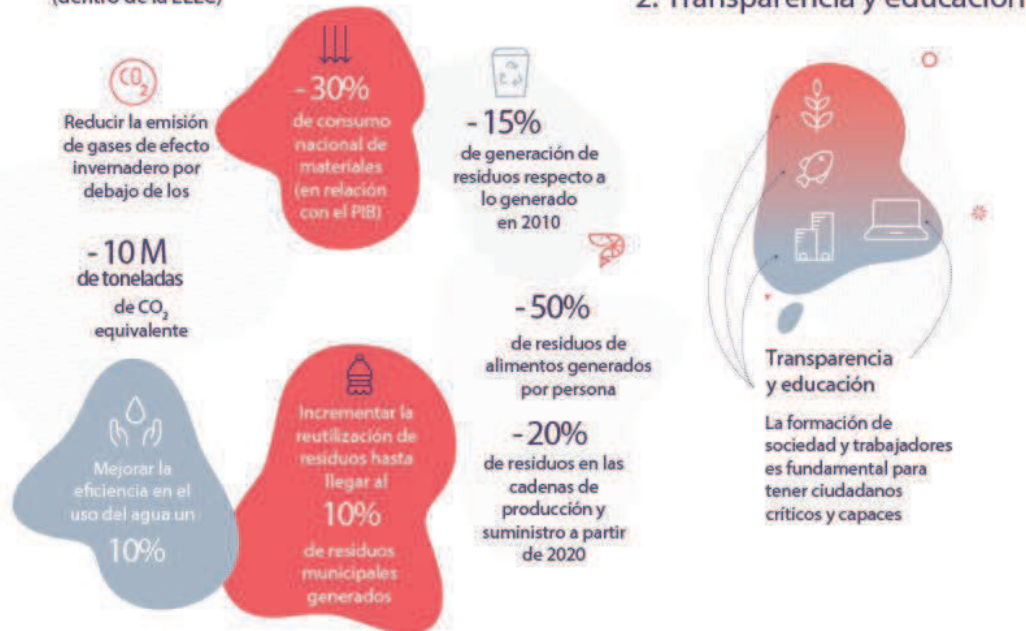 2. Transparencia y educación
CO₂
Reducir la emisión
de gases de efecto
invernadero por
debajo de los
- 10 M
de toneladas
de CO₂
equivalente
- 30%
de consumo
nacional de
materiales
(en relación
con el PIB)
- 15%
de generación de
residuos respecto a
lo generado
en 2010
- 50%
de residuos de
alimentos generados
por persona
- 20%
de residuos en las
cadenas de
producción y
suministro a partir
de 2020
Mejorar la
eficiencia en el
uso del agua un
10%
Incrementar la
reutilización de
residuos hasta
llegar al
10%
de residuos
municipales
generados
Transparencia
y educación
La formación de
sociedad y trabajadores
es fundamental para
tener ciudadanos
críticos y capaces